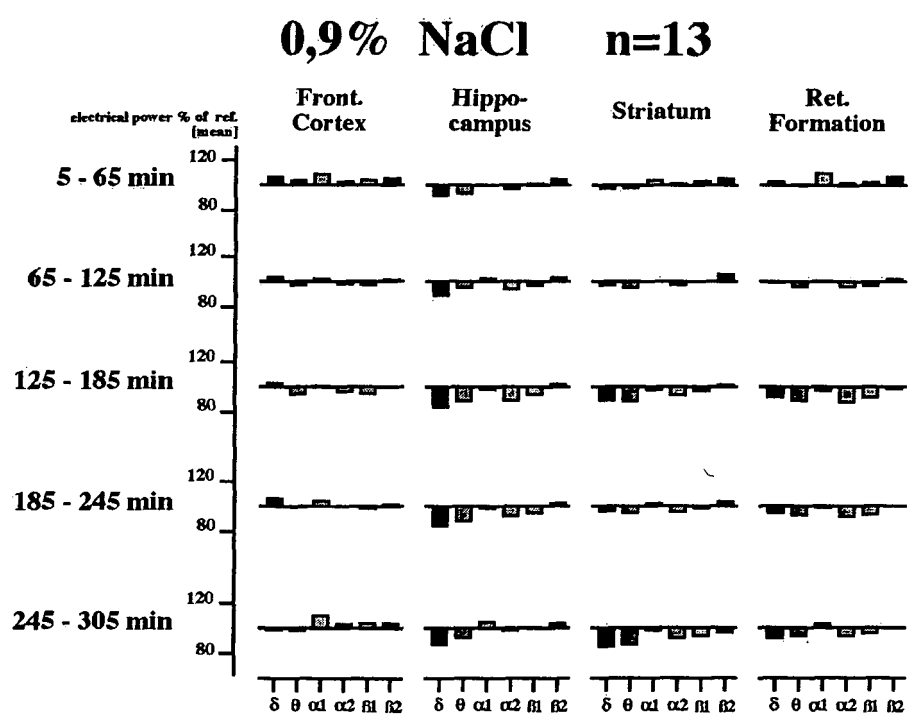 0,9% NaCl n=13
electrical power % of ref.
[mean]
Front.
Cortex
Hippo-
campus
Striatum
Ret.
Formation
5 - 65 min
120
80
65 - 125 min
120
80
125 - 185 min
120
80
185 - 245 min
120
80
245 - 305 min
120
80
δ θ α1 α2 ß1 ß2 δ θ α1 α2 ß1 ß2 δ θ α1 α2 ß1 ß2 δ θ α1 α2 ß1 ß2